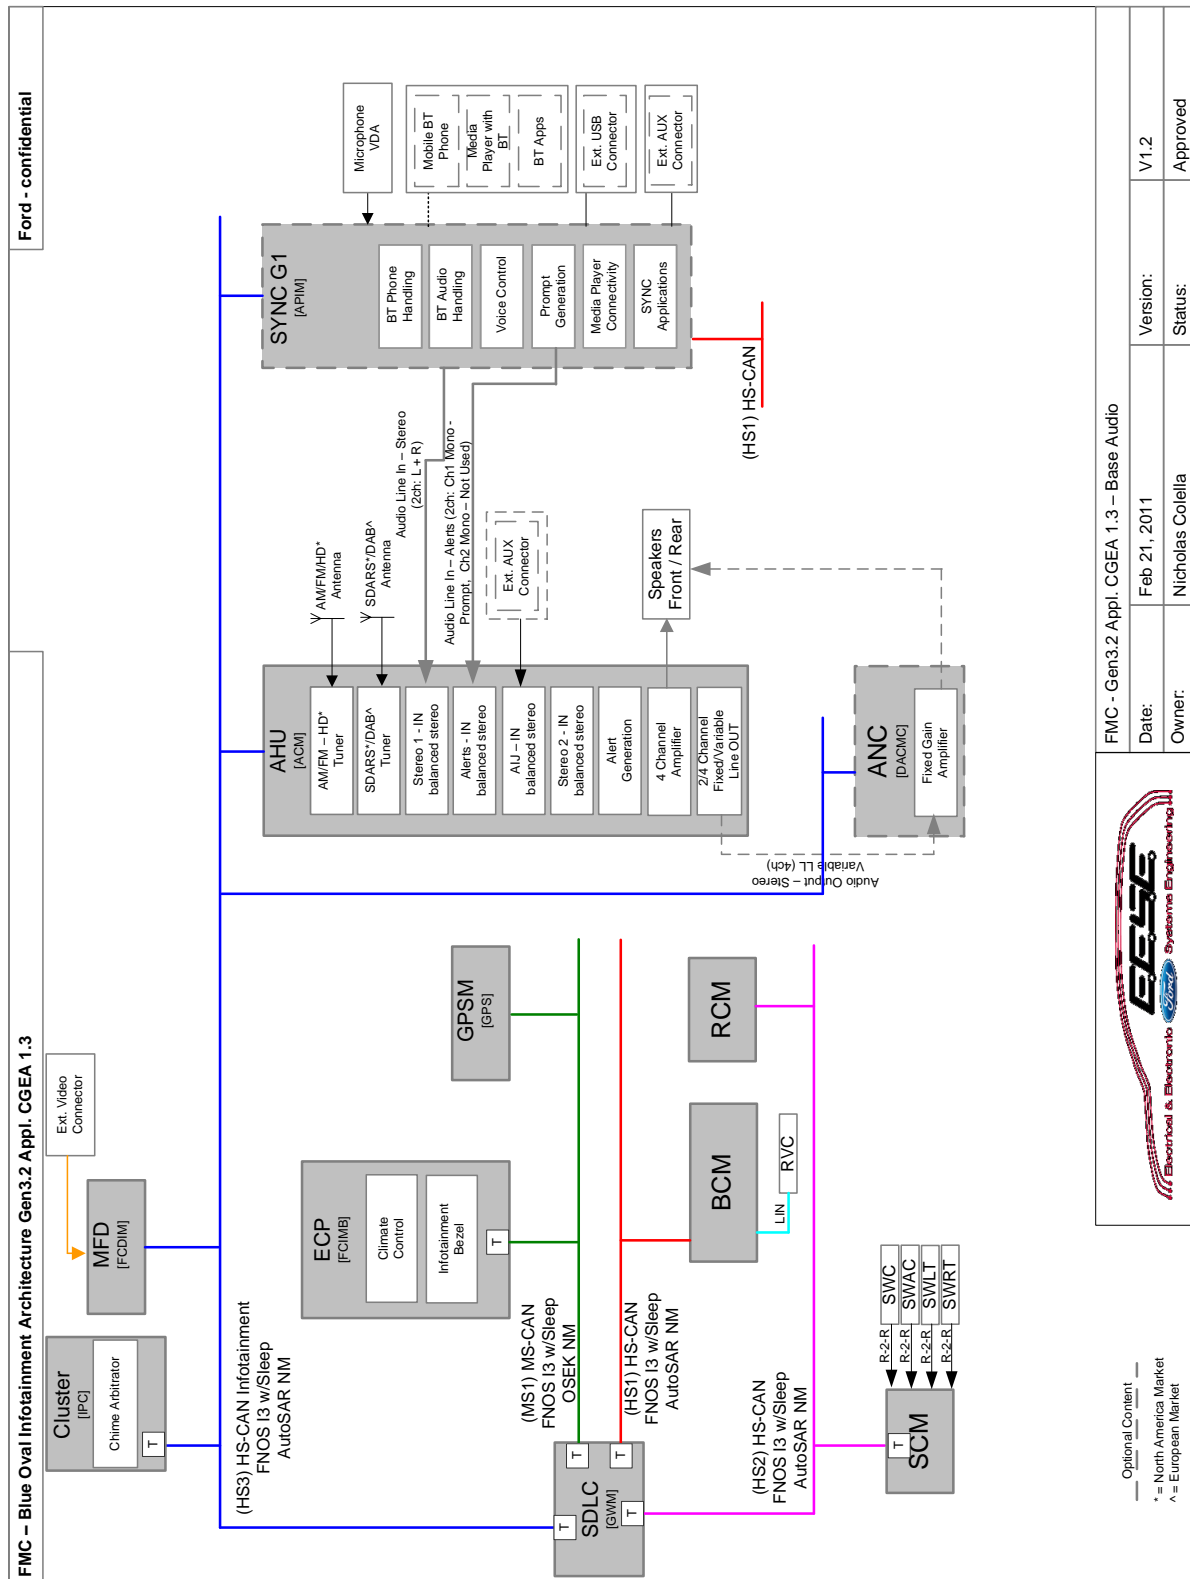 FMC – Blue Oval Infotainment Architecture Gen3.2 Appl. CGEA 1.3
Ford - confidential
Cluster
[IPC]
Chime Arbitrator
T
MFD
[FCDIM]
Ext. Video
Connector
(HS3) HS-CAN Infotainment
FNOS I3 w/Sleep
AutoSAR NM
AHU
[ACM]
AM/FM – HD*
Tuner
SDARS*/DAB^
Tuner
Stereo 1 - IN
balanced stereo
Alerts - IN
balanced stereo
AIJ – IN
balanced stereo
Stereo 2 - IN
balanced stereo
Alert
Generation
4 Channel
Amplifier
2/4 Channel
Fixed/Variable
Line OUT
AM/FM/HD*
Antenna
SDARS*/DAB^
Antenna
Audio Line In – Stereo
(2ch: L + R)
Audio Line In – Alerts (2ch: Ch1 Mono -
Prompt, Ch2 Mono – Not Used)
Ext. AUX
Connector
Speakers
Front / Rear
SYNC G1
[APIM]
BT Phone
Handling
BT Audio
Handling
Voice Control
Prompt
Generation
Media Player
Connectivity
SYNC
Applications
Microphone
VDA
Mobile BT
Phone
Media
Player with
BT
BT Apps
Ext. USB
Connector
Ext. AUX
Connector
(HS1) HS-CAN
ECP
[FCIMB]
Climate
Control
Infotainment
Bezel
T
GPSM
[GPS]
(MS1) MS-CAN
FNOS I3 w/Sleep
OSEK NM
(HS1) HS-CAN
FNOS I3 w/Sleep
AutoSAR NM
SDLC
[GWM]
T
T
T
T
BCM
LIN
RVC
RCM
(HS2) HS-CAN
FNOS I3 w/Sleep
AutoSAR NM
SCM
T
R-2-R
R-2-R
R-2-R
R-2-R
SWC
SWAC
SWLT
SWRT
Audio Output – Stereo
Variable LL (4ch)
ANC
[DACMC]
Fixed Gain
Amplifier
Optional Content
* = North America Market
^ = European Market
EESE
Electrical & Electronic Ford Systems Engineering
FMC - Gen3.2 Appl. CGEA 1.3 – Base Audio
Date:
Feb 21, 2011
Version:
V1.2
Owner:
Nicholas Colella
Status:
Approved